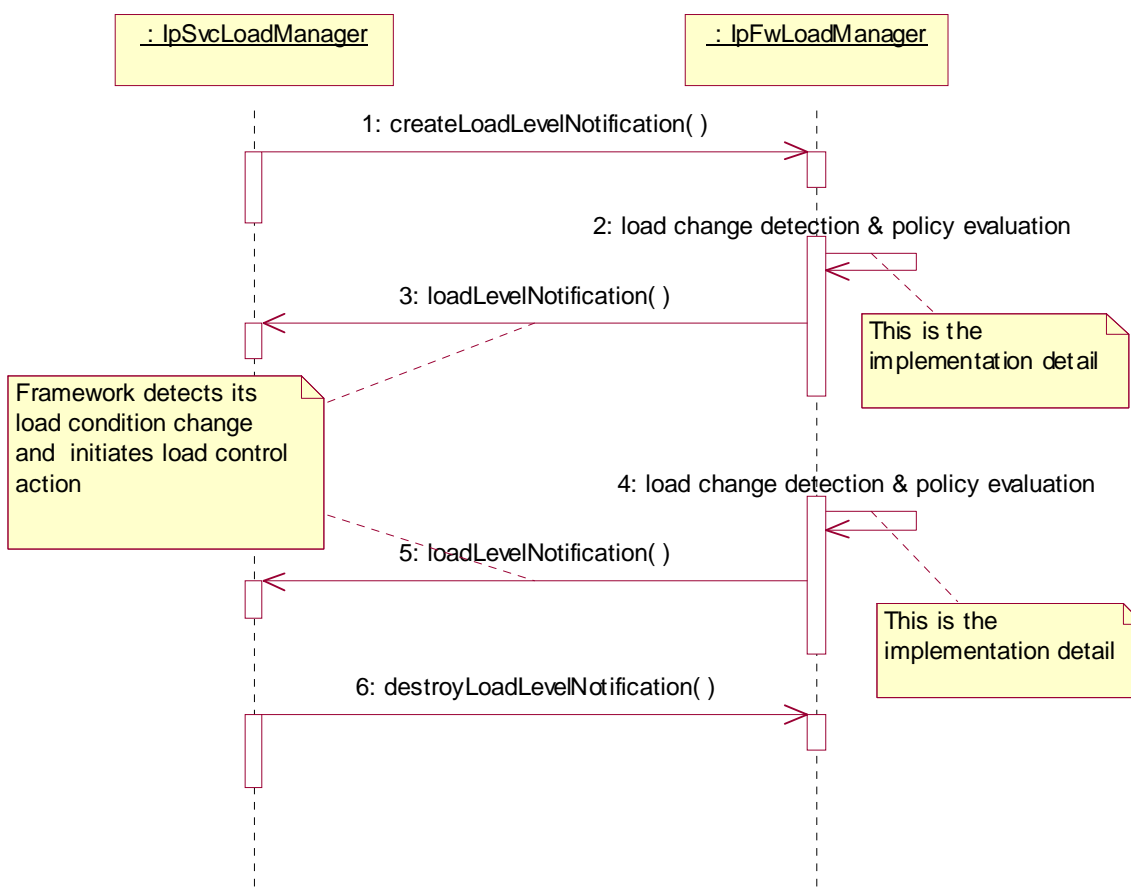 : IpSvcLoadManager
: IpFwLoadManager
1: createLoadLevelNotification( )
2: load change detection & policy evaluation
3: loadLevelNotification( )
This is the
implementation detail
Framework detects its
load condition change
and initiates load control
action
4: load change detection & policy evaluation
5: loadLevelNotification( )
This is the
implementation detail
6: destroyLoadLevelNotification( )